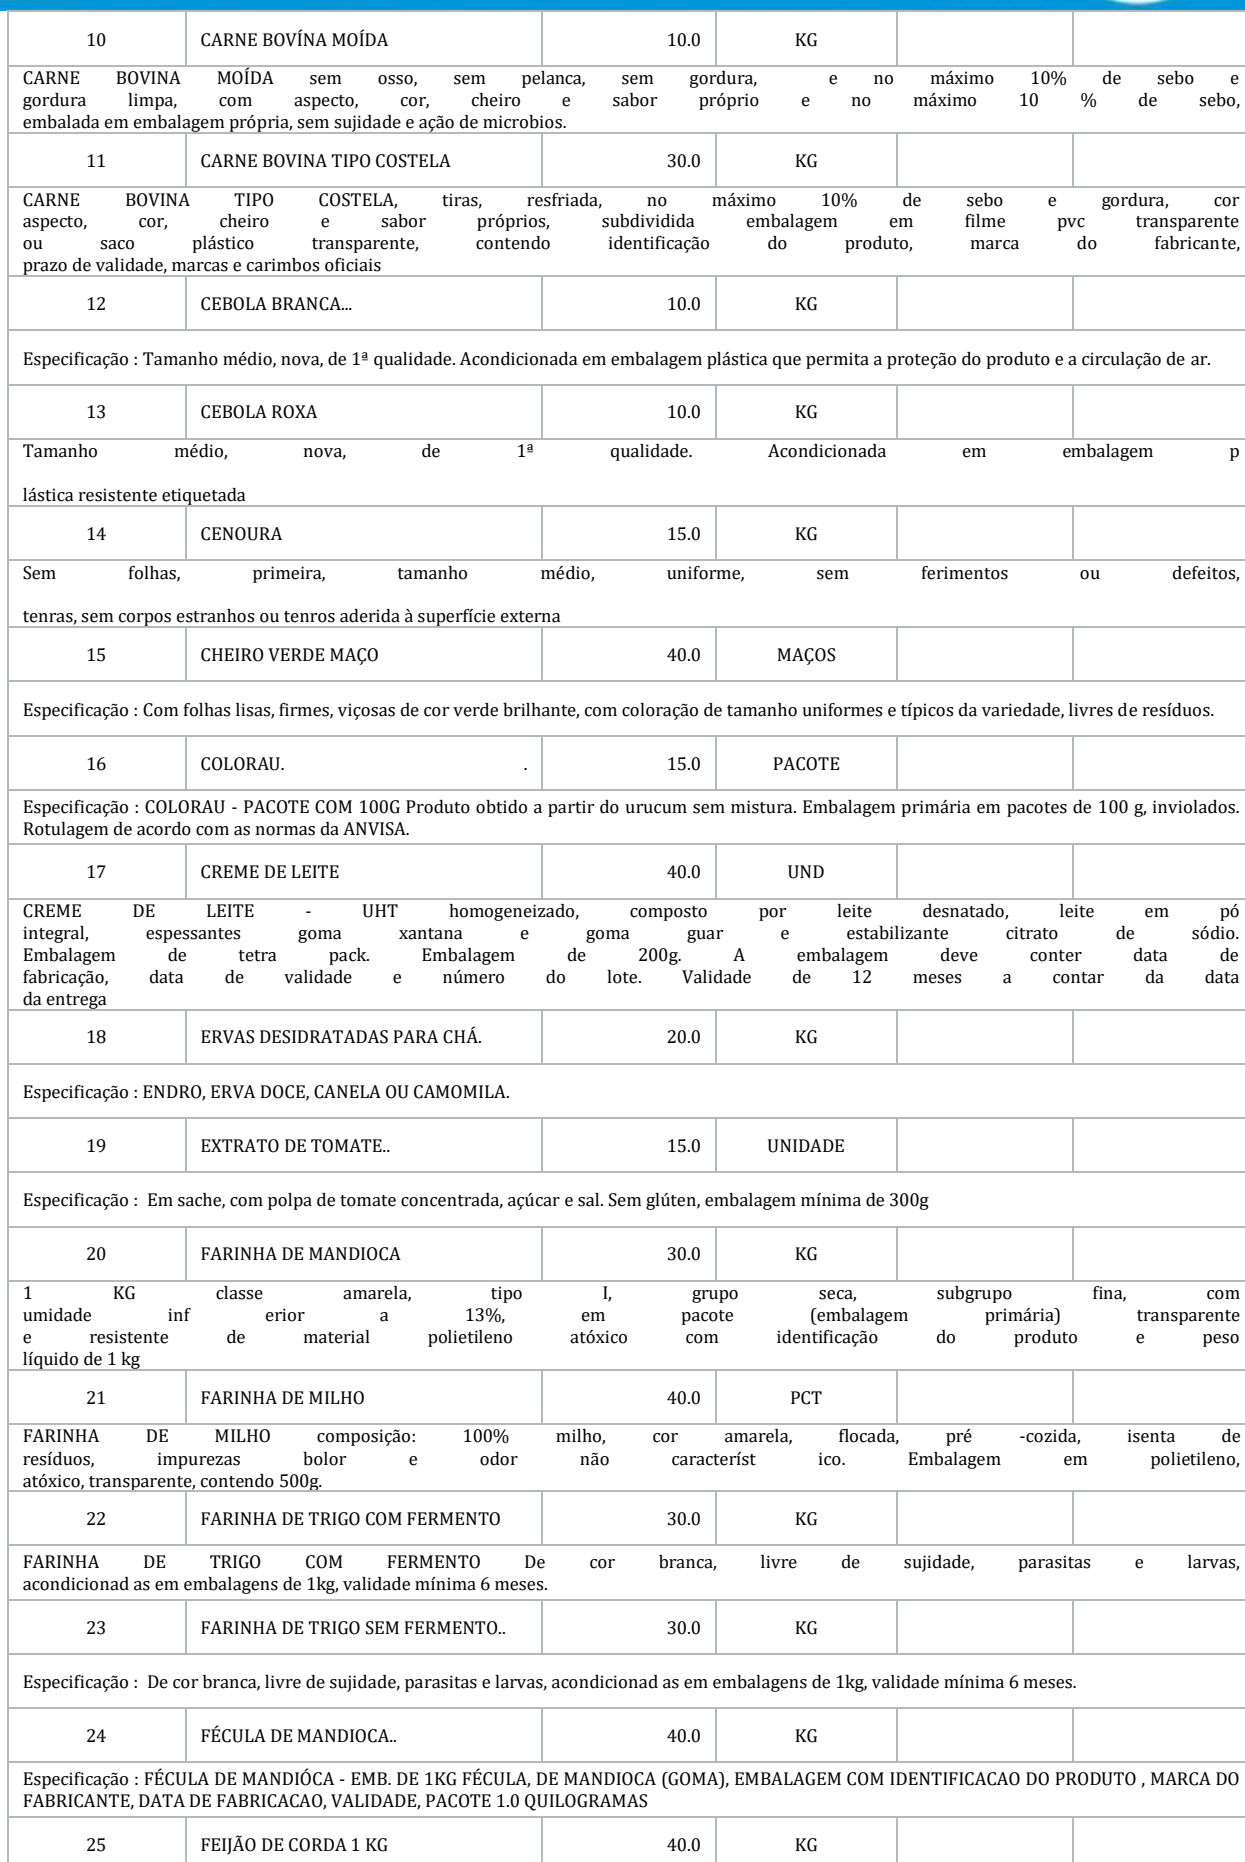 10 CARNE BOVÍNA MOÍDA 10.0 KG
CARNE BOVINA MOÍDA sem osso, sem pelanca, sem gordura, e no máximo 10% de sebo e
gordura limpa, com aspecto, cor, cheiro e sabor próprio e no máximo 10 % de sebo,
embalada em embalagem própria, sem sujidade e ação de microbios.
11 CARNE BOVINA TIPO COSTELA 30.0 KG
CARNE BOVINA TIPO COSTELA, tiras, resfriada, no máximo 10% de sebo e gordura, cor
aspecto, cor, cheiro e sabor próprios, subdividida embalagem em filme pvc transparente
ou saco plástico transparente, contendo identificação do produto, marca do fabricante,
prazo de validade, marcas e carimbos oficiais
12 CEBOLA BRANCA... 10.0 KG
Especificação : Tamanho médio, nova, de 1ª qualidade. Acondicionada em embalagem plástica que permita a proteção do produto e a circulação de ar.
13 CEBOLA ROXA 10.0 KG
Tamanho médio, nova, de 1ª qualidade. Acondicionada em embalagem p
lástica resistente etiquetada
14 CENOURA 15.0 KG
Sem folhas, primeira, tamanho médio, uniforme, sem ferimentos ou defeitos,
tenras, sem corpos estranhos ou tenros aderida à superfície externa
15 CHEIRO VERDE MAÇO 40.0 MAÇOS
Especificação : Com folhas lisas, firmes, viçosas de cor verde brilhante, com coloração de tamanho uniformes e típicos da variedade, livres de resíduos.
16 COLORAU. . 15.0 PACOTE
Especificação : COLORAU - PACOTE COM 100G Produto obtido a partir do urucum sem mistura. Embalagem primária em pacotes de 100 g, inviolados.
Rotulagem de acordo com as normas da ANVISA.
17 CREME DE LEITE 40.0 UND
CREME DE LEITE - UHT homogeneizado, composto por leite desnatado, leite em pó
integral, espessantes goma xantana e goma guar e estabilizante citrato de sódio.
Embalagem de tetra pack. Embalagem de 200g. A embalagem deve conter data de
fabricação, data de validade e número do lote. Validade de 12 meses a contar da data
da entrega
18 ERVAS DESIDRATADAS PARA CHÁ. 20.0 KG
Especificação : ENDRO, ERVA DOCE, CANELA OU CAMOMILA.
19 EXTRATO DE TOMATE.. 15.0 UNIDADE
Especificação : Em sache, com polpa de tomate concentrada, açúcar e sal. Sem glúten, embalagem mínima de 300g
20 FARINHA DE MANDIOCA 30.0 KG
1 KG classe amarela, tipo I, grupo seca, subgrupo fina, com
umidade inf erior a 13%, em pacote (embalagem primária) transparente
e resistente de material polietileno atóxico com identificação do produto e peso
líquido de 1 kg
21 FARINHA DE MILHO 40.0 PCT
FARINHA DE MILHO composição: 100% milho, cor amarela, flocada, pré -cozida, isenta de
resíduos, impurezas bolor e odor não característ ico. Embalagem em polietileno,
atóxico, transparente, contendo 500g.
22 FARINHA DE TRIGO COM FERMENTO 30.0 KG
FARINHA DE TRIGO COM FERMENTO De cor branca, livre de sujidade, parasitas e larvas,
acondicionad as em embalagens de 1kg, validade mínima 6 meses.
23 FARINHA DE TRIGO SEM FERMENTO.. 30.0 KG
Especificação : De cor branca, livre de sujidade, parasitas e larvas, acondicionad as em embalagens de 1kg, validade mínima 6 meses.
24 FÉCULA DE MANDIOCA.. 40.0 KG
Especificação : FÉCULA DE MANDIÓCA - EMB. DE 1KG FÉCULA, DE MANDIOCA (GOMA), EMBALAGEM COM IDENTIFICACAO DO PRODUTO , MARCA DO
FABRICANTE, DATA DE FABRICACAO, VALIDADE, PACOTE 1.0 QUILOGRAMAS
25 FEIJÃO DE CORDA 1 KG 40.0 KG